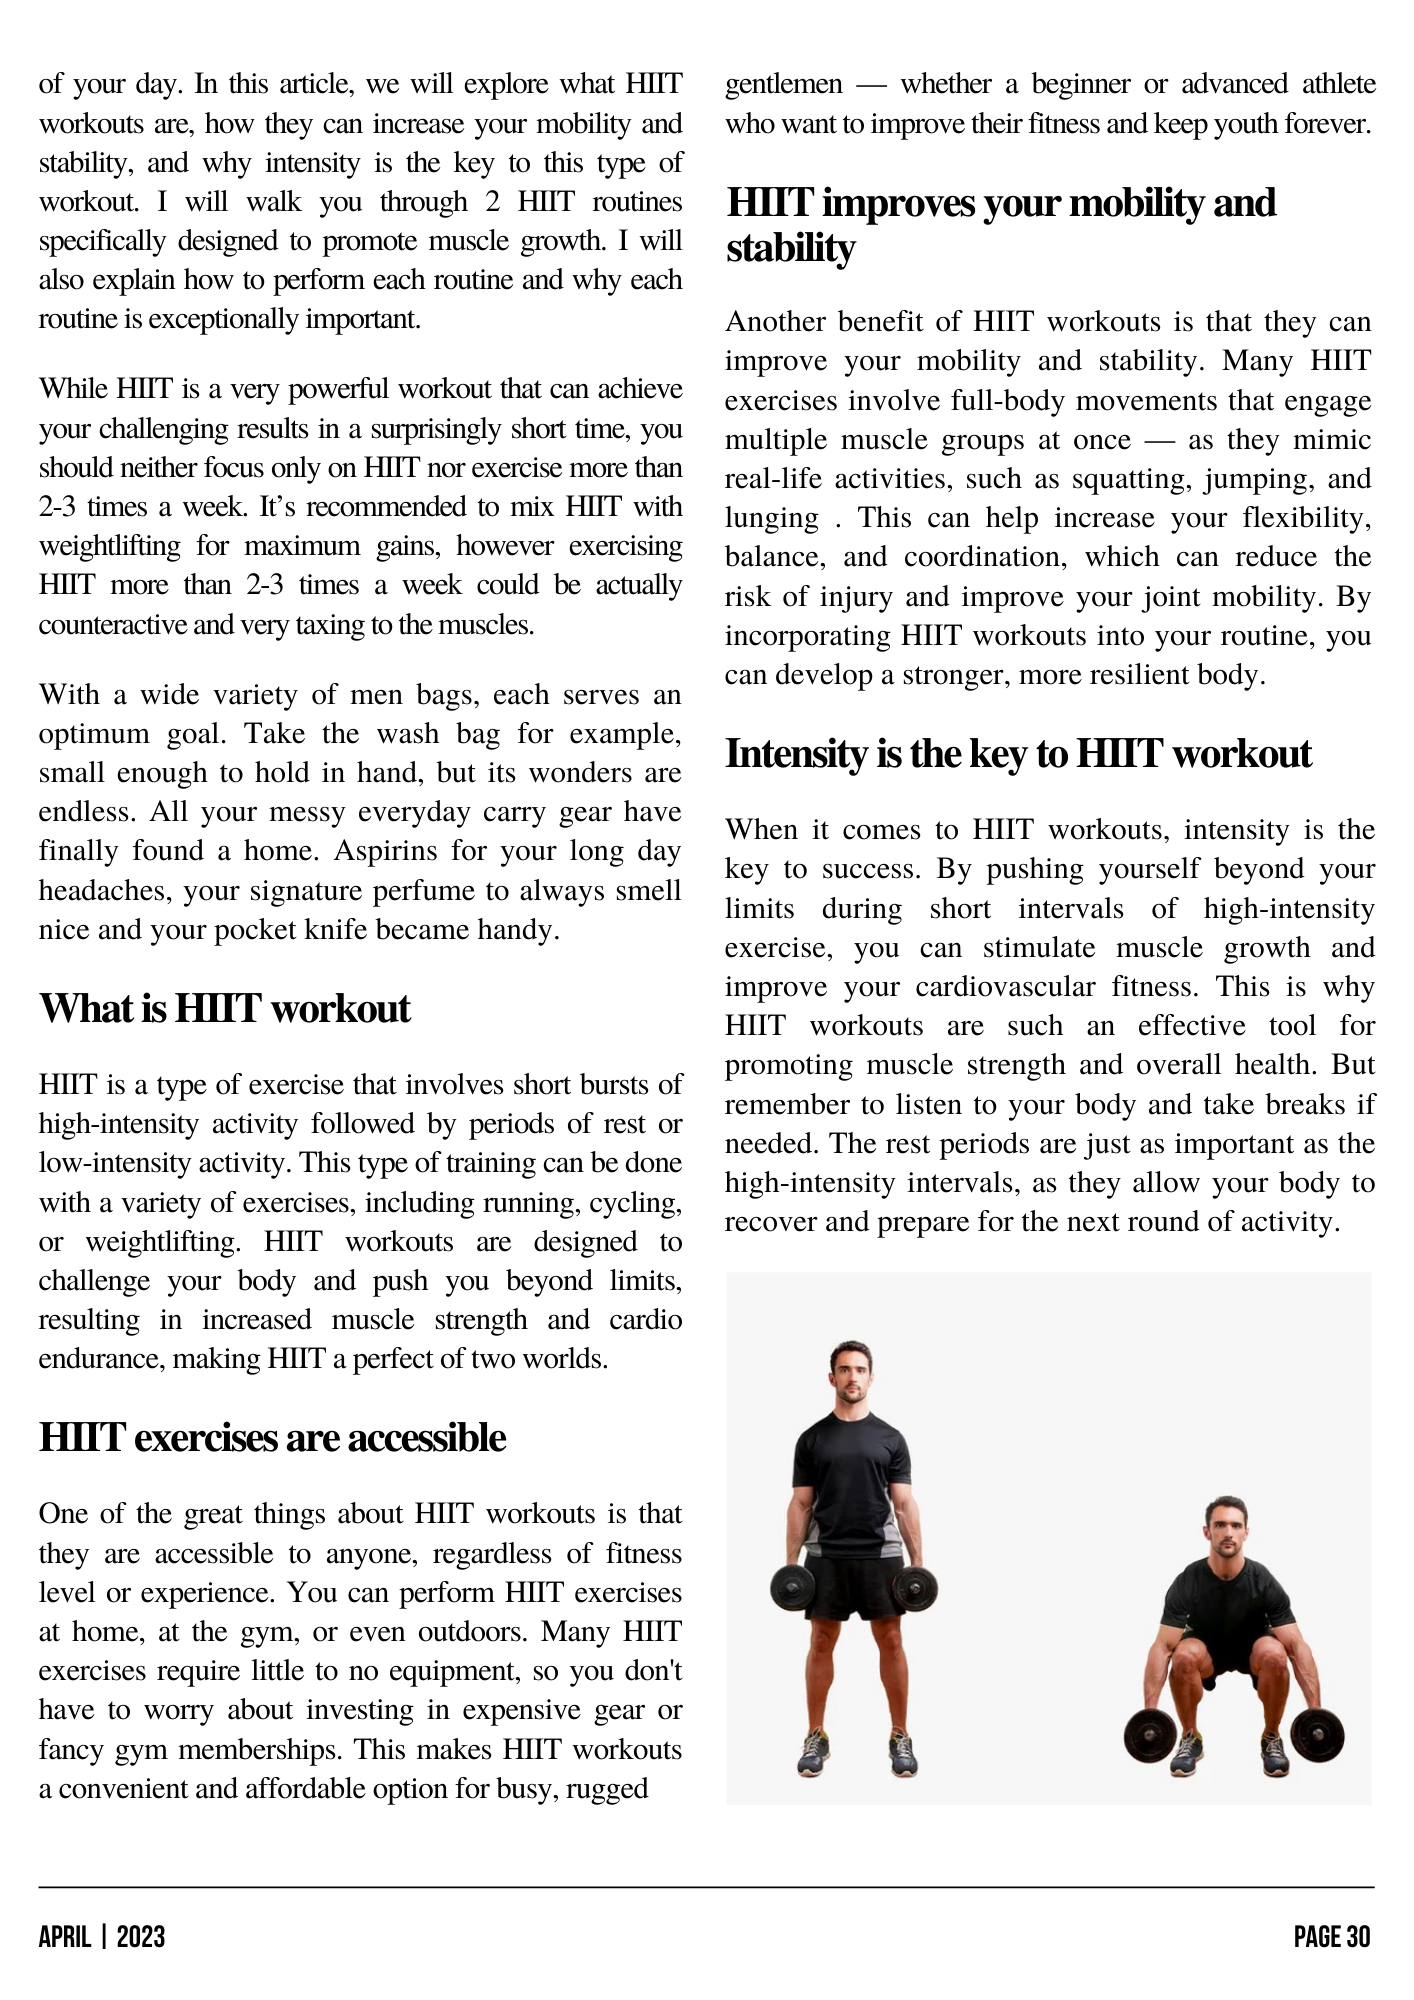 of your day. In this article, we will explore what HIIT
workouts are, how they can increase your mobility and
stability, and why intensity is the key to this type of
workout. I will walk you through 2 HIIT routines
specifically designed to promote muscle growth. I will
also explain how to perform each routine and why each
routine is exceptionally important.
While HIIT is a very powerful workout that can achieve
your challenging results in a surprisingly short time, you
should neither focus only on HIIT nor exercise more than
2-3 times a week. It’s recommended to mix HIIT with
weightlifting for maximum gains, however exercising
HIIT more than 2-3 times a week could be actually
counteractive and very taxing to the muscles.
With a wide variety of men bags, each serves an
optimum goal. Take the wash bag for example,
small enough to hold in hand, but its wonders are
endless. All your messy everyday carry gear have
finally found a home. Aspirins for your long day
headaches, your signature perfume to always smell
nice and your pocket knife became handy.
What is HIIT workout
HIIT is a type of exercise that involves short bursts of
high-intensity activity followed by periods of rest or
low-intensity activity. This type of training can be done
with a variety of exercises, including running, cycling,
or weightlifting. HIIT workouts are designed to
challenge your body and push you beyond limits,
resulting in increased muscle strength and cardio
endurance, making HIIT a perfect of two worlds.
HIIT exercises are accessible
One of the great things about HIIT workouts is that
they are accessible to anyone, regardless of fitness
level or experience. You can perform HIIT exercises
at home, at the gym, or even outdoors. Many HIIT
exercises require little to no equipment, so you don't
have to worry about investing in expensive gear or
fancy gym memberships. This makes HIIT workouts
a convenient and affordable option for busy, rugged
gentlemen — whether a beginner or advanced athlete
who want to improve their fitness and keep youth forever.
HIIT improves your mobility and
stability
Another benefit of HIIT workouts is that they can
improve your mobility and stability. Many HIIT
exercises involve full-body movements that engage
multiple muscle groups at once — as they mimic
real-life activities, such as squatting, jumping, and
lunging . This can help increase your flexibility,
balance, and coordination, which can reduce the
risk of injury and improve your joint mobility. By
incorporating HIIT workouts into your routine, you
can develop a stronger, more resilient body.
Intensity is the key to HIIT workout
When it comes to HIIT workouts, intensity is the
key to success. By pushing yourself beyond your
limits during short intervals of high-intensity
exercise, you can stimulate muscle growth and
improve your cardiovascular fitness. This is why
HIIT workouts are such an effective tool for
promoting muscle strength and overall health. But
remember to listen to your body and take breaks if
needed. The rest periods are just as important as the
high-intensity intervals, as they allow your body to
recover and prepare for the next round of activity.
APRIL | 2023
PAGE 30